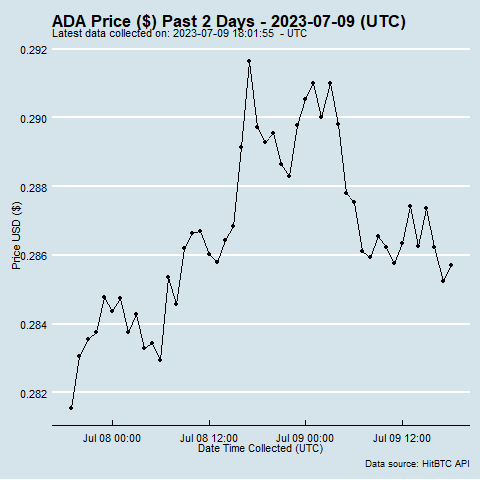 ADA Price ($) Past 2 Days - 2023-07-09 (UTC)
Latest data collected on: 2023-07-09 18:01:55 - UTC
0.292
0.290
0.288
0.286
0.284
0.282
Price USD ($)
Jul 08 00:00
Jul 08 12:00
Jul 09 00:00
Jul 09 12:00
Date Time Collected (UTC)
Data source: HitBTC API